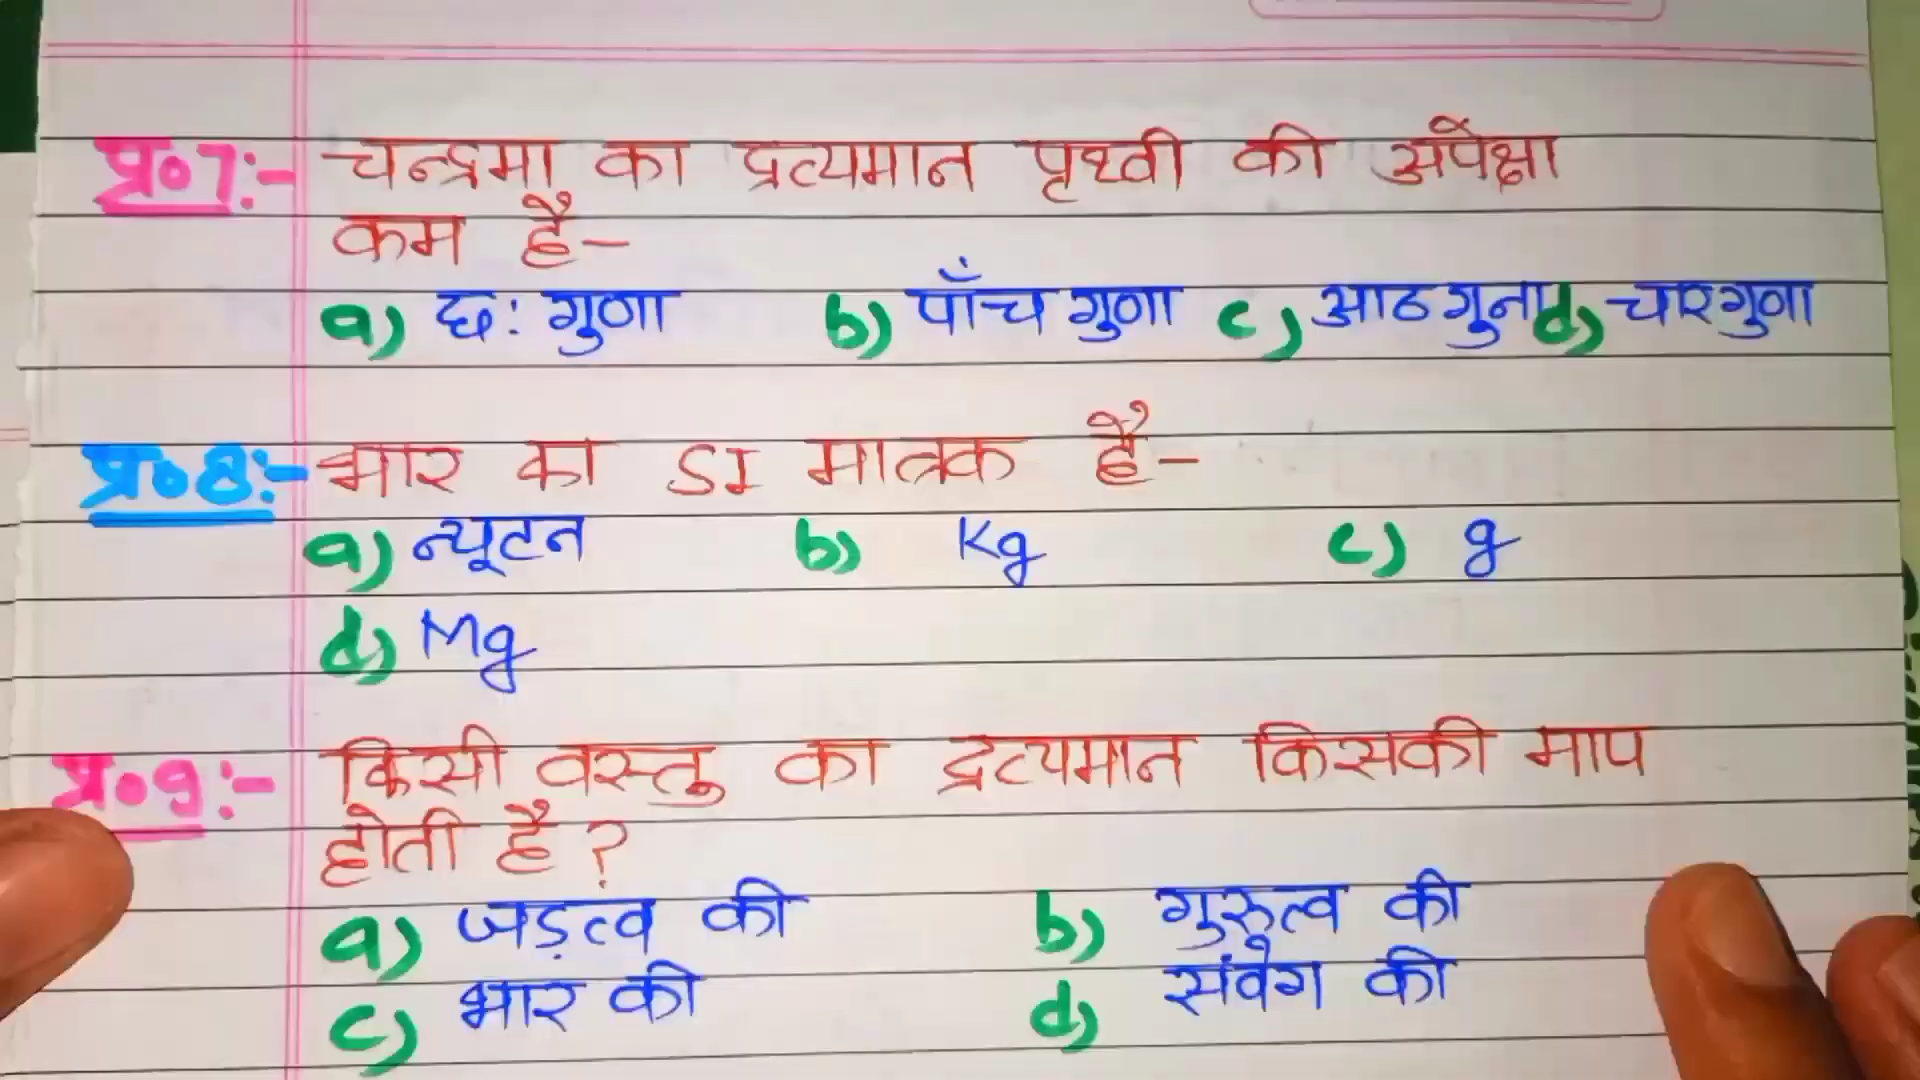 प्र०7:- चन्द्रमा का द्रव्यमान पृथ्वी की अपेक्षा
कम है-
a) छः गुणा b) पाँच गुणा c) आठ गुना d) चार गुणा
प्र०8:- भार का SI मात्रक है-
a) न्यूटन b) Kg c) g
d) Mg
प्र०9:- किसी वस्तु का द्रव्यमान किसकी माप
होती है?
a) जड़त्व की b) गुरुत्व की
c) भार की d) संवेग की